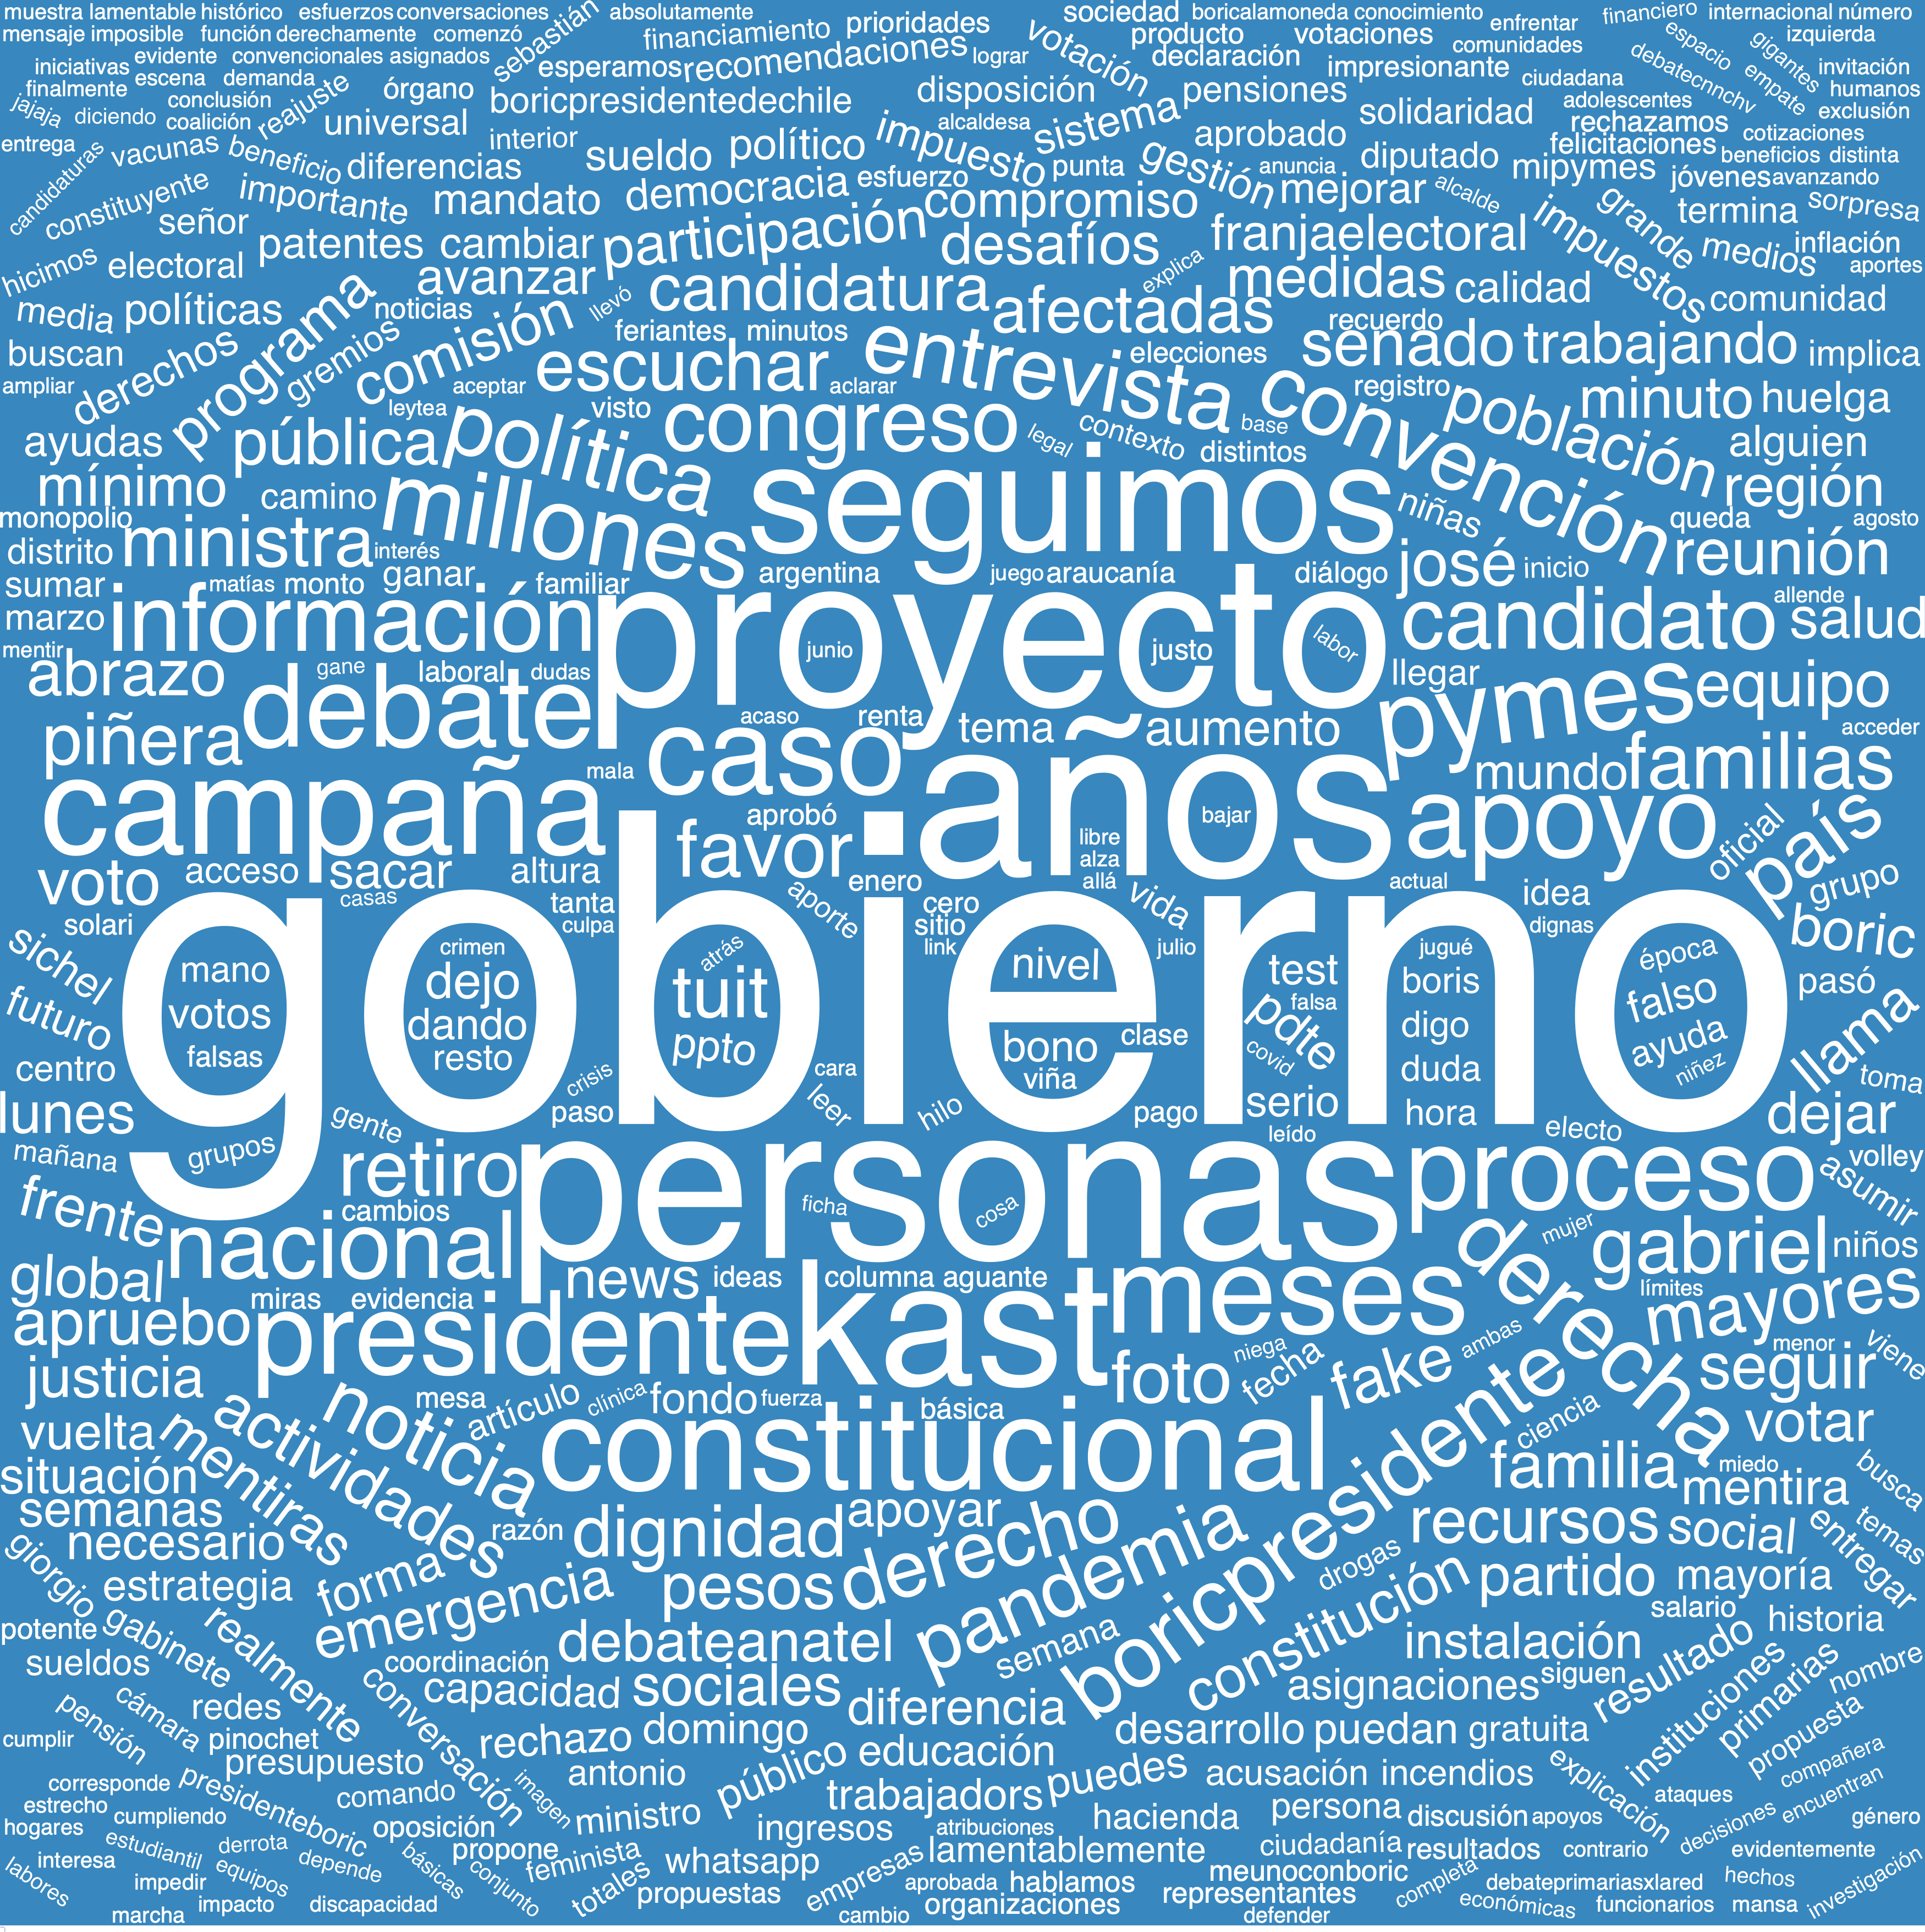 muestra lamentable histórico esfuerzos conversaciones sebastián absolutamente sociedad boricalamoneda conocimiento financiero internacional número
mensaje imposible función derechamente comenzó financiamiento prioridades votación producto votaciones enfrentar espacio gigantes izquierda
evidente convencionales asignados esperamos recomendaciones lograr declaración impresionante comunidades debatecnnchv empate invitación
iniciativas escena demanda órgano boricpresidentedechile disposición pensiones ciudadana humanos
finalmente conclusión reajuste adolescentes exclusión
jajaja diciendo coalición universal interior impuesto alcaldesa sistema aprobado solidaridad rechazamos cotizaciones
entrega vacunas beneficio diferencias sueldo político punta gestión anuncia diputado felicitaciones beneficios distinta
candidaturas constituyente importante mandato democracia esfuerzo mejorar alcalde mipymes jóvenes avanzando
señor participación compromiso impuestos grande termina sorpresa
hicimos electoral patentes cambiar desafíos franjaelectoral medios inflación
avanzar candidatura explica medidas calidad aportes
media políticas programa noticias llevó afectadas comunidad
buscan derechos gremios comisión feriantes minutos entrevista recuerdo senado trabajando implica
ampliar aceptar escuchar aclarar elecciones convención registro minuto huelga
ayudas pública política leytea visto congreso legal contexto base distintos población alguien
mínimo camino millones seguimos niñas región
monopolio ministra queda agosto
distrito interés reunión
sumar matías monto ganar familiar argentina juego araucanía diálogo josé inicio
marzo información proyecto candidato allende salud
mentir junio justo labor
abrazo gane laboral dudas llegar pymes equipo
piñera debate acaso renta tema aumento acceder
campaña mala caso años mundo familias
aprobó bajar apoyo país
favor libre oficial
voto acceso sacar altura enero alza allá vida actual idea grupo
casas tanta aporte cero dignas
solari culpa sitio boric
sichel gobierno crimen atrás link nivel julio jugué época
mano dejo tuit test boris falso pasó
futuro votos dando falsa pdte digo llama
falsas resto ppto bono clase ayuda
centro crisis cara viña covid duda niñez toma
lunes gente paso leer hilo pago serio hora dejar
mañana grupos leído electo volley
retiro personas proceso asumir
frente cambios ficha cosa mujer
nacional derecha gabriel niños
global news ideas columna aguante meses límites
apruebo miras evidencia presidente kast mayores
justicia foto niega fecha fake ambas menor seguir viene
mesa artículo clínica fondo fuerza básica
vuelta mentiras actividades noticia constitucional boricpresidente ciencia votar
situación familia miedo busca
semanas razón dignidad apoyar mentira
necesario derecho pandemia recursos social entregar temas
giorgio estrategia forma emergencia pesos drogas partido mayoría
potente gabinete realmente debateanatel semana constitución instalación salario historia
sueldos coordinación asignaciones siguen resultado
pensión cámara redes conversación capacidad sociales diferencia instituciones primarias nombre
cumplir pinochet rechazo domingo desarrollo puedan gratuita propuesta
presupuesto público educación explicación compañera
corresponde presidenteboric comando imagen antonio trabajadors puedes acusación incendios ataques
estrecho cumpliendo ministro hacienda persona discusión apoyos decisiones encuentran género
hogares oposición ingresos atribuciones
estudiantil derrota propone feminista lamentablemente ciudadanía resultados contrario evidentemente
labores interesa equipos depende básicas conjunto whatsapp empresas meunoconboric
impedir totales propuestas aprobada hablamos completa debateprimariasxlared hechos investigación
impacto discapacidad organizaciones representantes económicas funcionarios mansa
marcha cambio defender